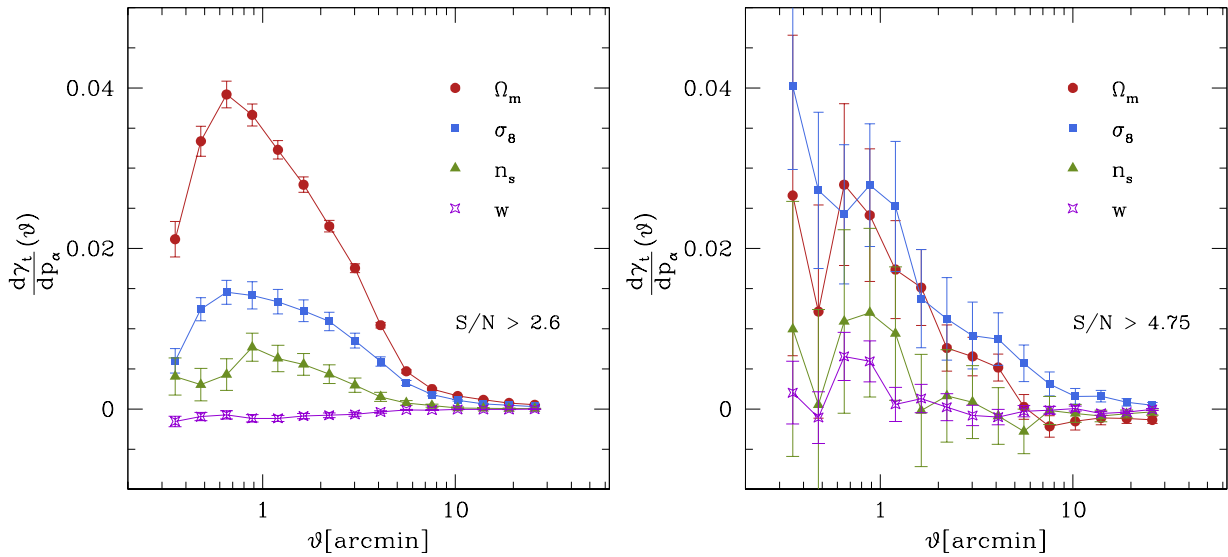 0.04
0.02
0
dγ_t/dp_α (ϑ)
Ω_m
σ_8
n_s
w
S/N > 2.6
1
10
ϑ[arcmin]
0.04
0.02
0
dγ_t/dp_α (ϑ)
Ω_m
σ_8
n_s
w
S/N > 4.75
1
10
ϑ[arcmin]